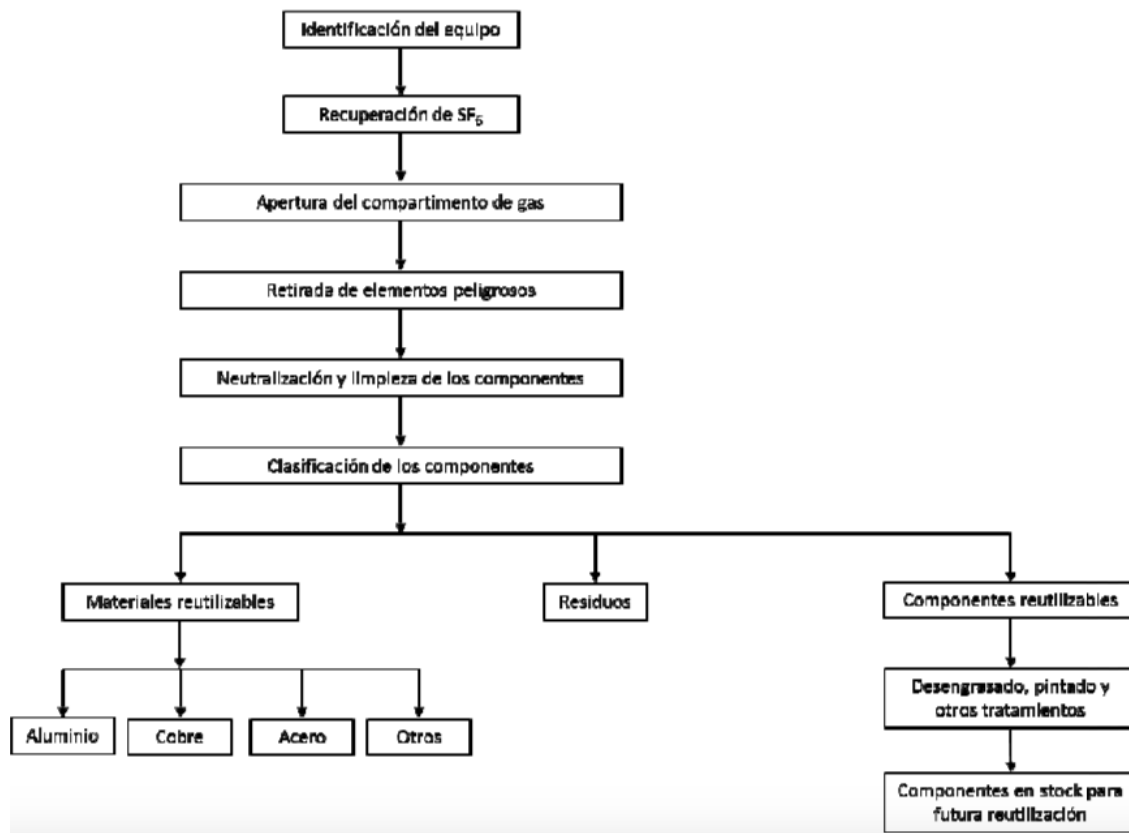 Identificación del equipo
Recuperación de SF₆
Apertura del compartimento de gas
Retirada de elementos peligrosos
Neutralización y limpieza de los componentes
Clasificación de los componentes
Materiales reutilizables
Residuos
Componentes reutilizables
Aluminio
Cobre
Acero
Otros
Desengrasado, pintado y
otros tratamientos
Componentes en stock para
futura reutilización